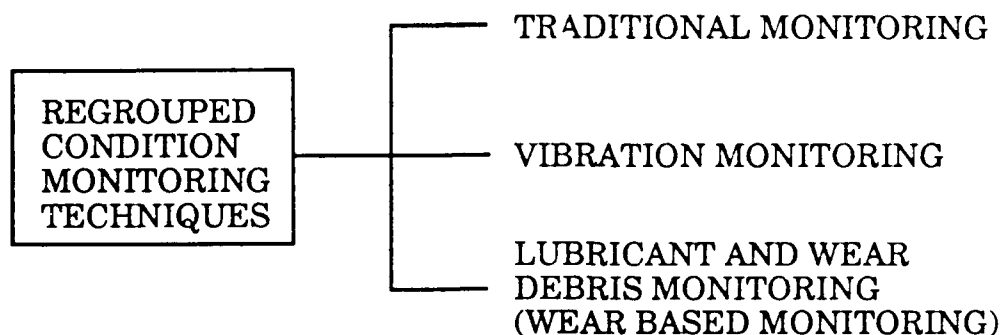 REGROUPED
CONDITION
MONITORING
TECHNIQUES
TRADITIONAL MONITORING
VIBRATION MONITORING
LUBRICANT AND WEAR
DEBRIS MONITORING
(WEAR BASED MONITORING)